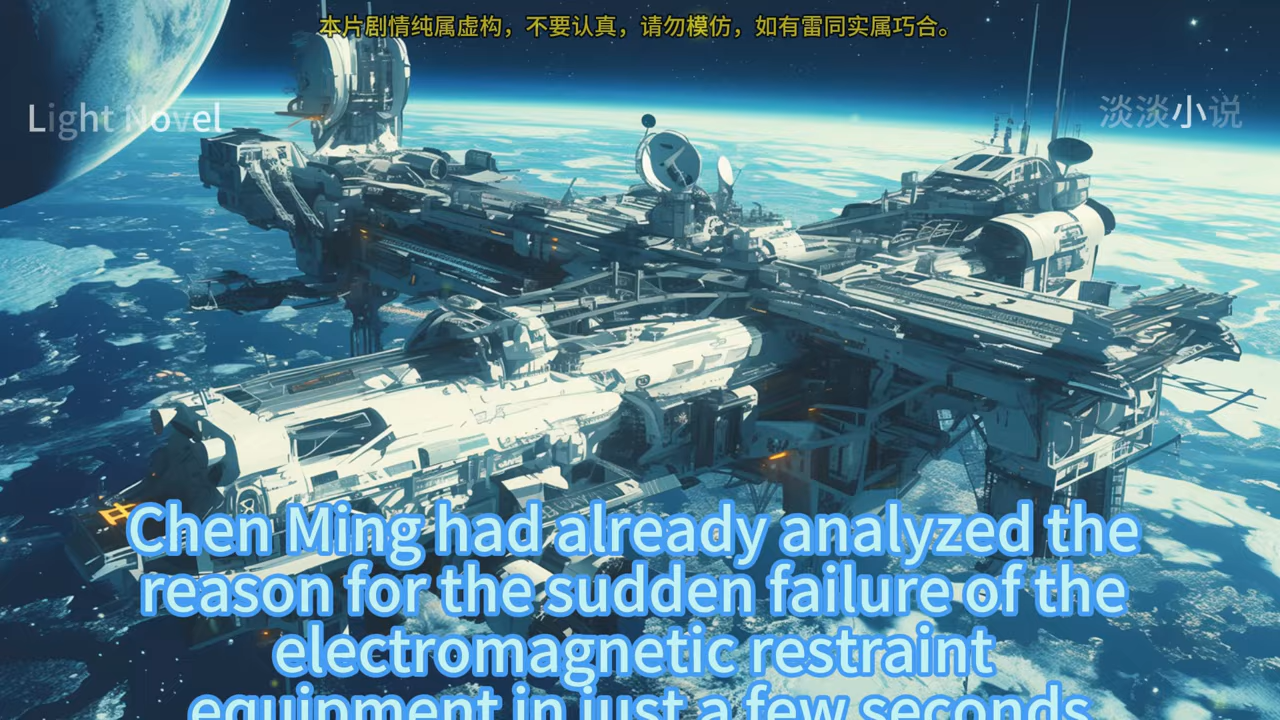 本片剧情纯属虚构，不要认真，请勿模仿，如有雷同实属巧合。
Light Novel
淡淡小说
Chen Ming had already analyzed the
reason for the sudden failure of the
electromagnetic restraint
equipment in just a few seconds